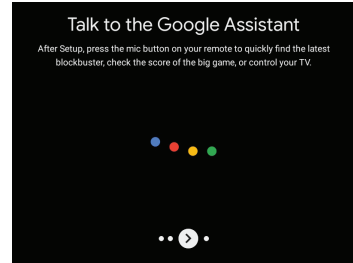 Talk to the Google Assistant
After Setup, press the mic button on your remote to quickly find the latest
blockbuster, check the score of the big game, or control your TV.